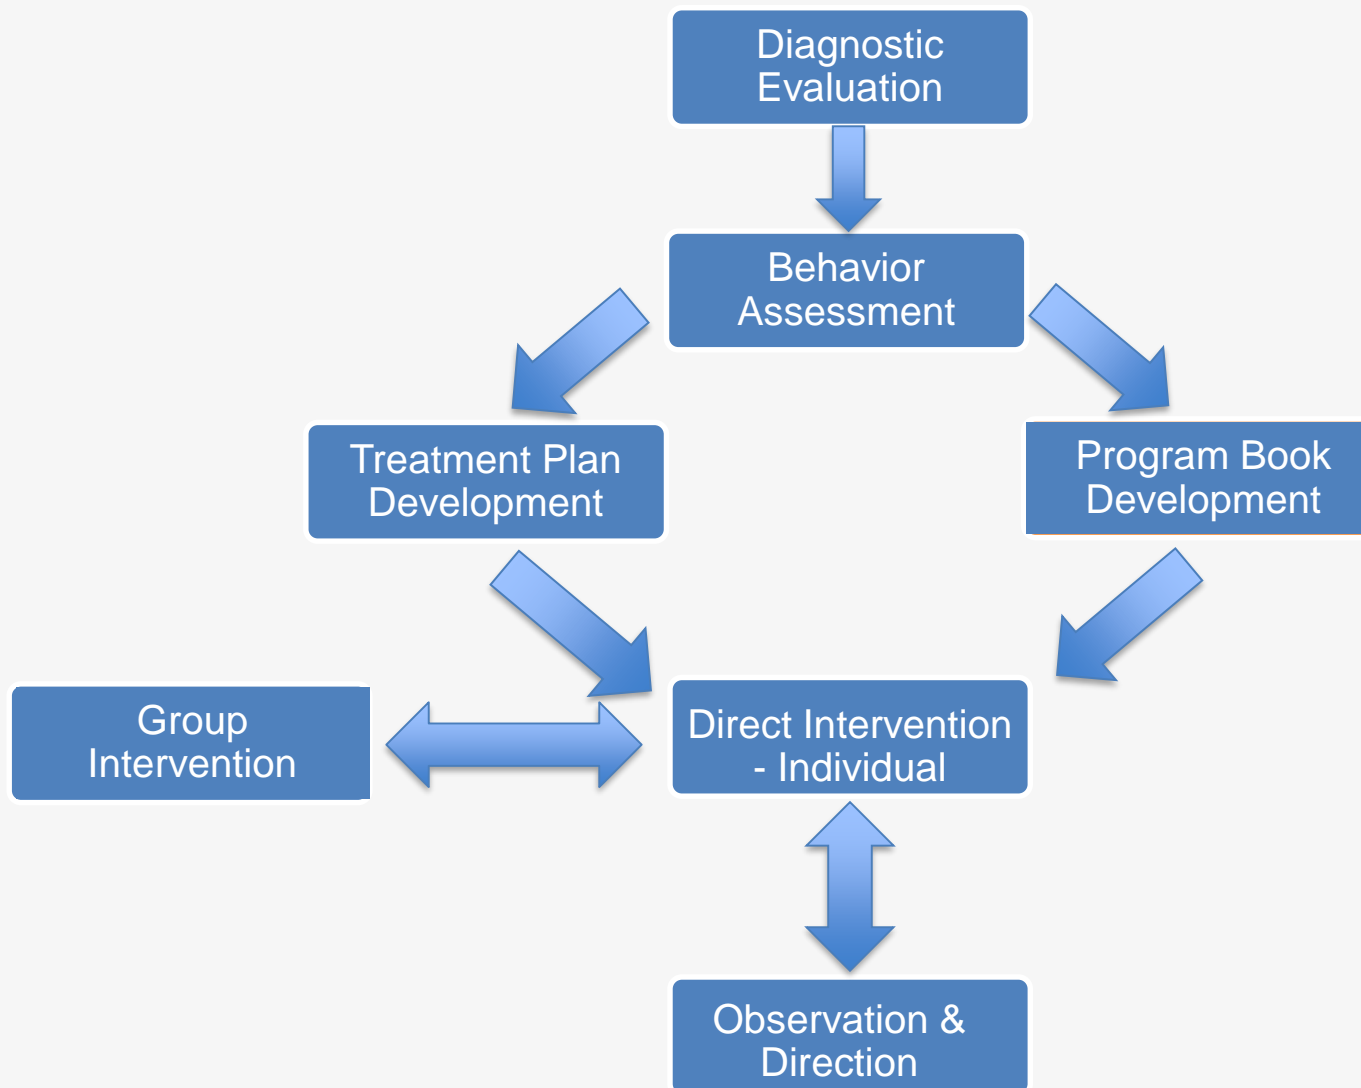 Diagnostic
Evaluation
Behavior
Assessment
Treatment Plan
Development
Program Book
Development
Group
Intervention
Direct Intervention
- Individual
Observation &
Direction